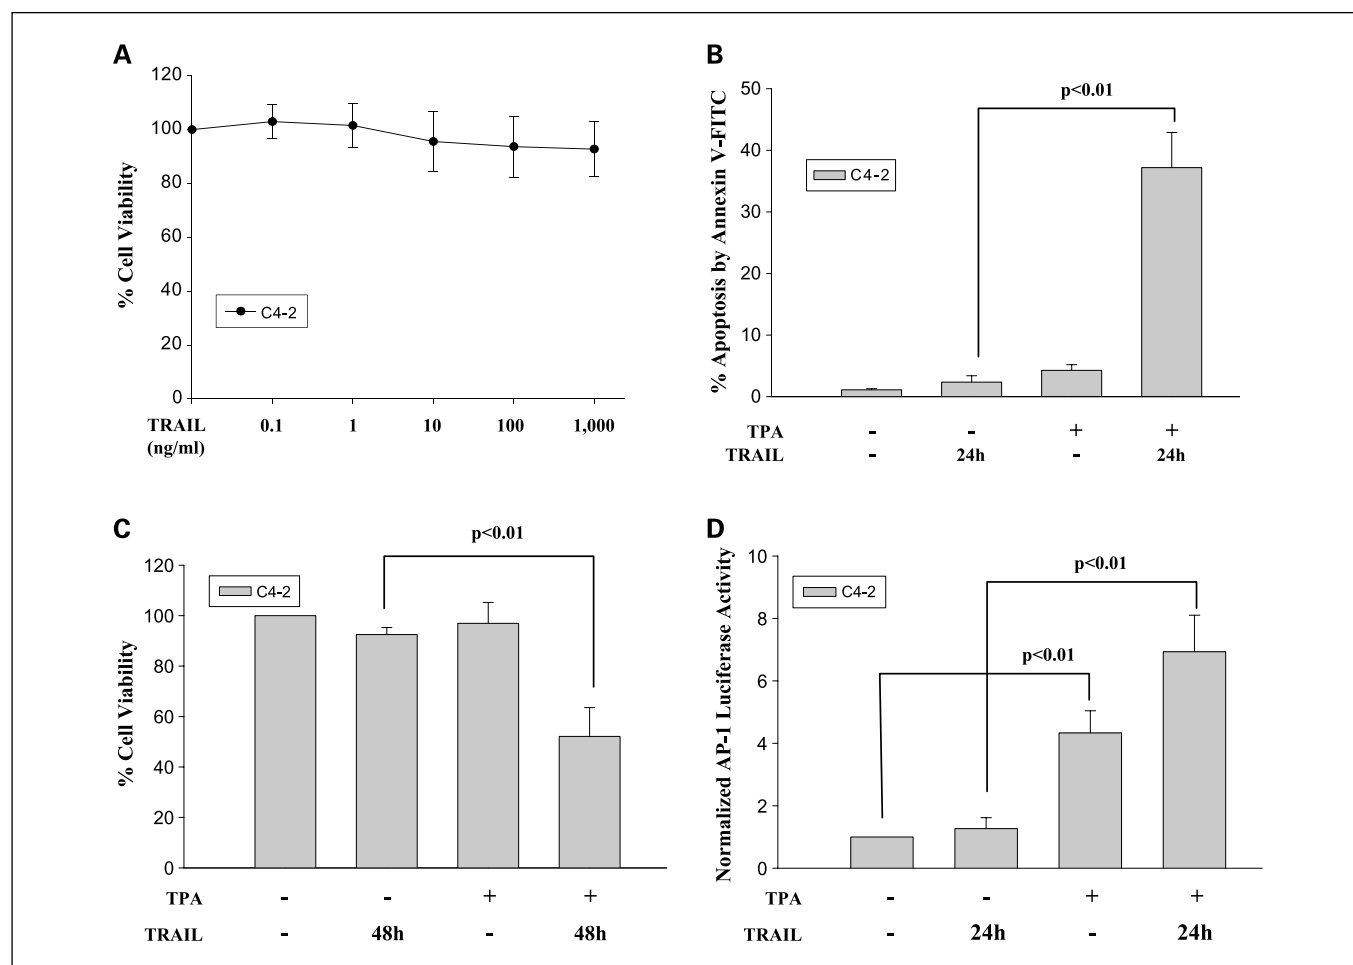 A
% Cell Viability
120
100
80
60
40
20
0
C4-2
TRAIL 0.1 1 10 100 1,000
(ng/ml)
B
% Apoptosis by Annexin V-FITC
50
40
30
20
10
0
p<0.01
C4-2
TPA - - + +
TRAIL - 24h - 24h
C
% Cell Viability
120
100
80
60
40
20
0
p<0.01
C4-2
TPA - - + +
TRAIL - 48h - 48h
D
Normalized AP-1 Luciferase Activity
10
8
6
4
2
0
p<0.01
C4-2
p<0.01
TPA - - + +
TRAIL - 24h - 24h